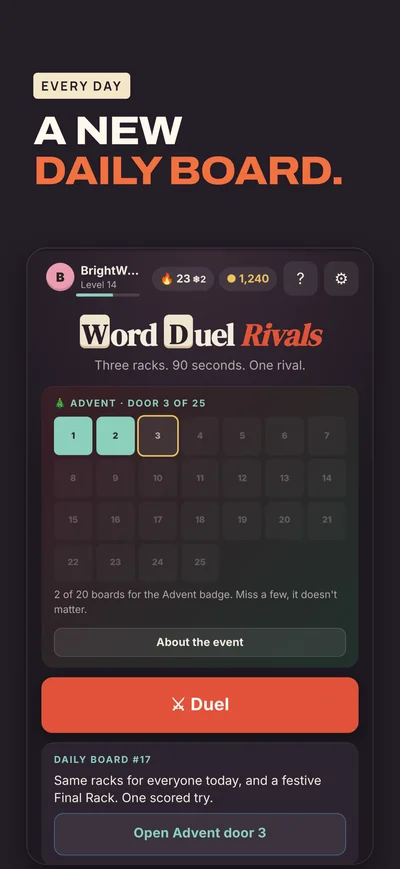 EVERY DAY
A NEW
DAILY BOARD.
B
BrightW...
Level 14
🔥 23 ❄2
1,240
?
⚙
Word Duel Rivals
Three racks. 90 seconds. One rival.
🎄 ADVENT · DOOR 3 OF 25
1 2 3 4 5 6 7
8 9 10 11 12 13 14
15 16 17 18 19 20 21
22 23 24 25
2 of 20 boards for the Advent badge. Miss a few, it doesn't
matter.
About the event
⚔ Duel
DAILY BOARD #17
Same racks for everyone today, and a festive
Final Rack. One scored try.
Open Advent door 3